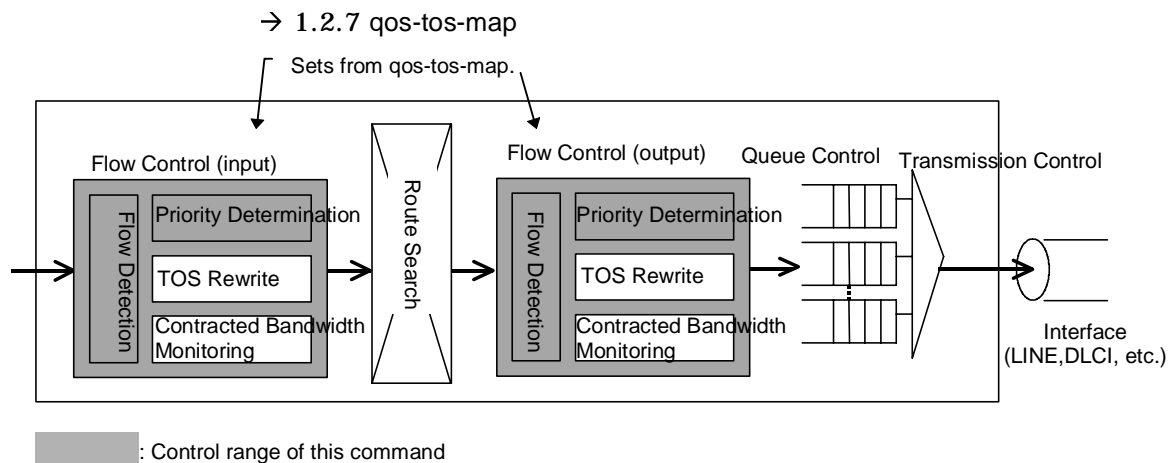 → 1.2.7 qos-tos-map
Sets from qos-tos-map.
Flow Control (input)
Flow Detection
Priority Determination
TOS Rewrite
Contracted Bandwidth
Monitoring
Route Search
Flow Control (output)
Flow Detection
Priority Determination
TOS Rewrite
Contracted Bandwidth
Monitoring
Queue Control
Transmission Control
Interface
(LINE,DLCI, etc.)
: Control range of this command